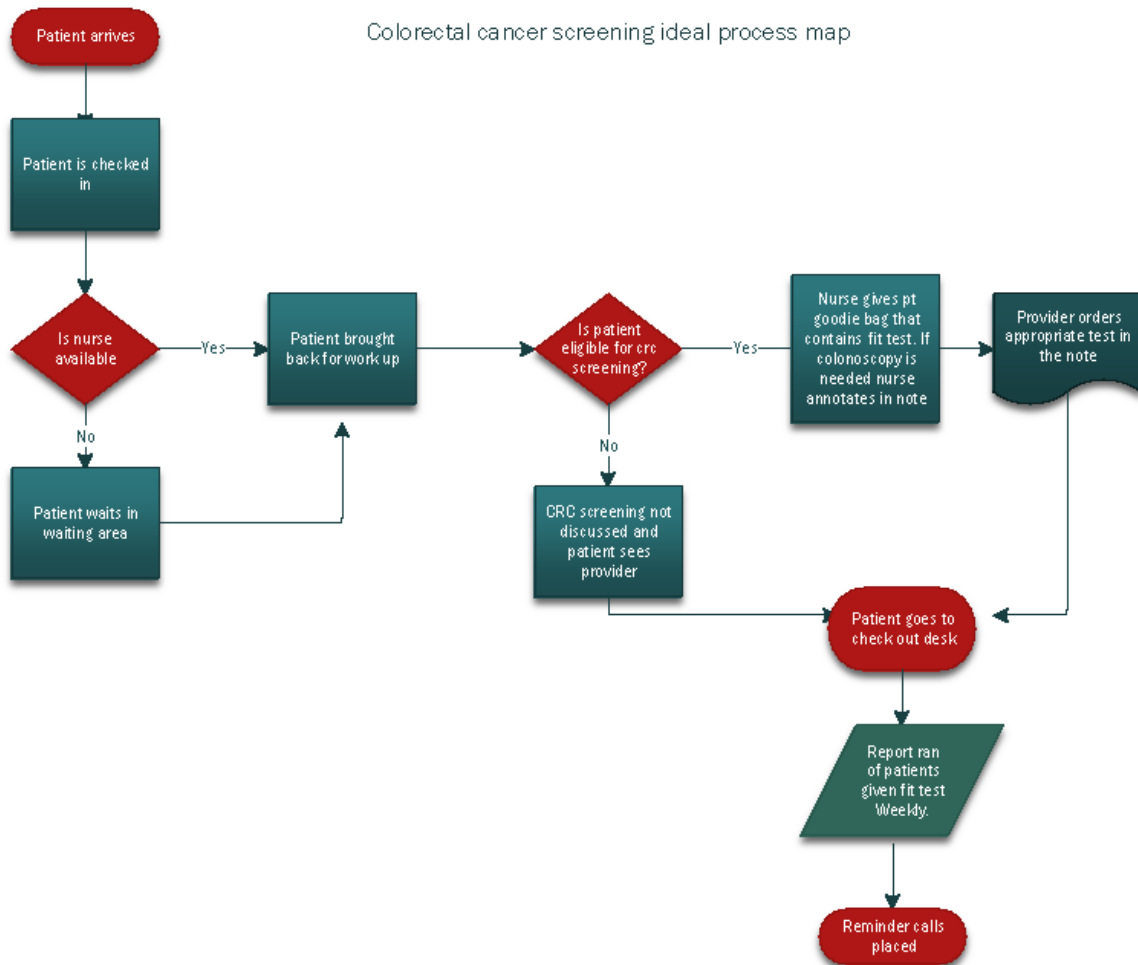 Patient arrives
Colorectal cancer screening ideal process map
Patient is checked
in
Is nurse
available
Yes
Patient brought
back for work up
Is patient
eligible for crc
screening?
Yes
Nurse gives pt
goodie bag that
contains fit test. If
colonoscopy is
needed nurse
annotates in note
Provider orders
appropriate test in
the note
No
Patient waits in
waiting area
No
CRC screening not
discussed and
patient sees
provider
Patient goes to
check out desk
Report ran
of patients
given fit test
Weekly.
Reminder calls
placed